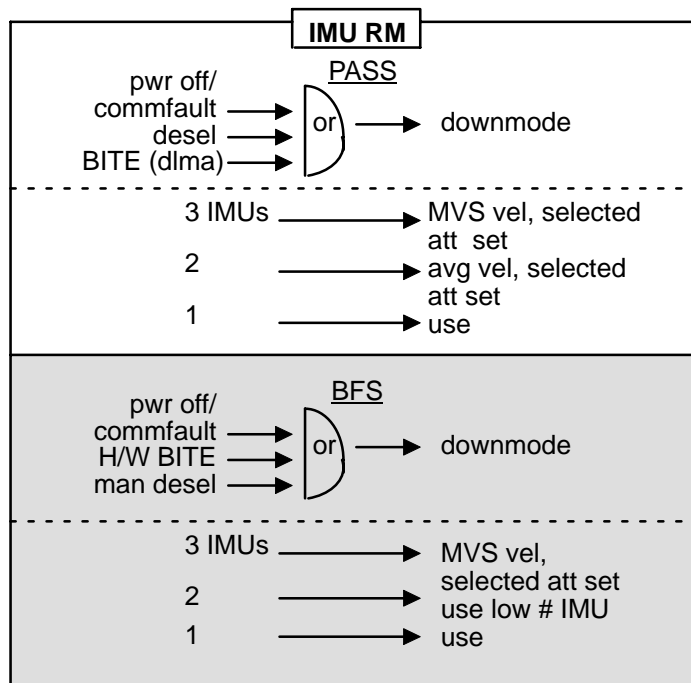 IMU RM
PASS
pwr off/
commfault
desel
BITE (dlma)
or
downmode
3 IMUs
MVS vel, selected
att set
2
avg vel, selected
att set
1
use
BFS
pwr off/
commfault
H/W BITE
man desel
or
downmode
3 IMUs
MVS vel,
selected att set
2
use low # IMU
1
use